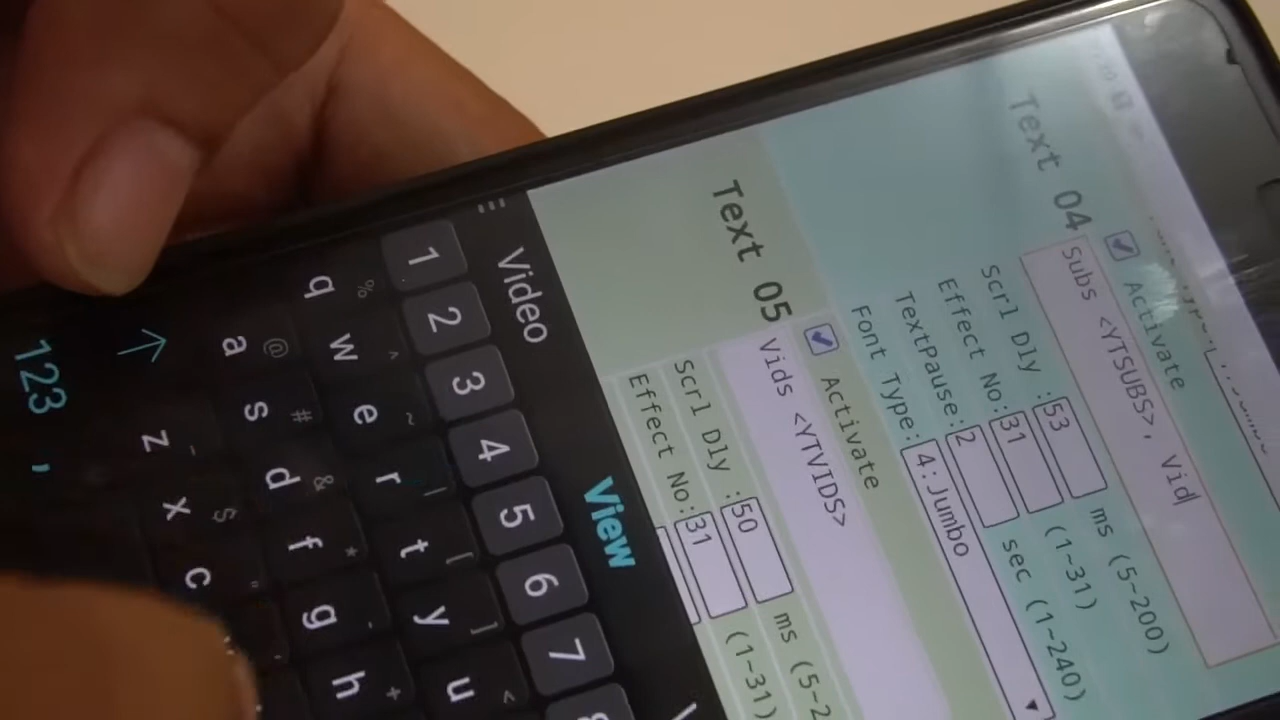 Text 04
Activate
Subs <YTSUBS>, Vid
Scrl Dly :53 ms (5~200)
Effect No:31 (1~31)
TextPause:2 sec (1~240)
Font Type: 4:Jumbo
Text 05
Activate
Vids <YTVIDS>
Scrl Dly :50 ms (5~2
Effect No:31 (1~31)
Video View
1 2 3 4 5 6 7 8
q w e r t y u
% ^ ~ | [ ] <
a s d f g h
@ # & * - +
z x c
$ "
123 ,